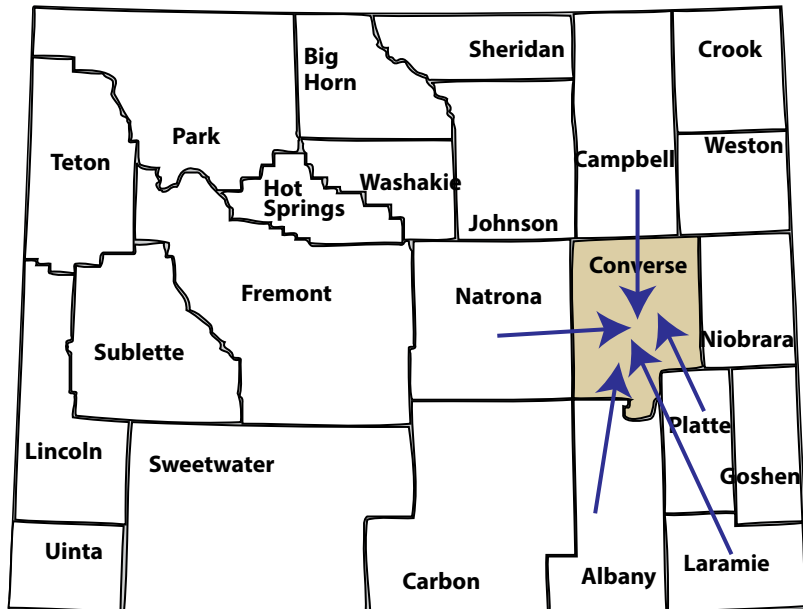 Sheridan
Crook
Big
Horn
Park
Teton
Campbell
Weston
Washakie
Hot
Springs
Johnson
Converse
Fremont
Natrona
Niobrara
Sublette
Platte
Lincoln
Sweetwater
Goshen
Uinta
Carbon
Albany
Laramie